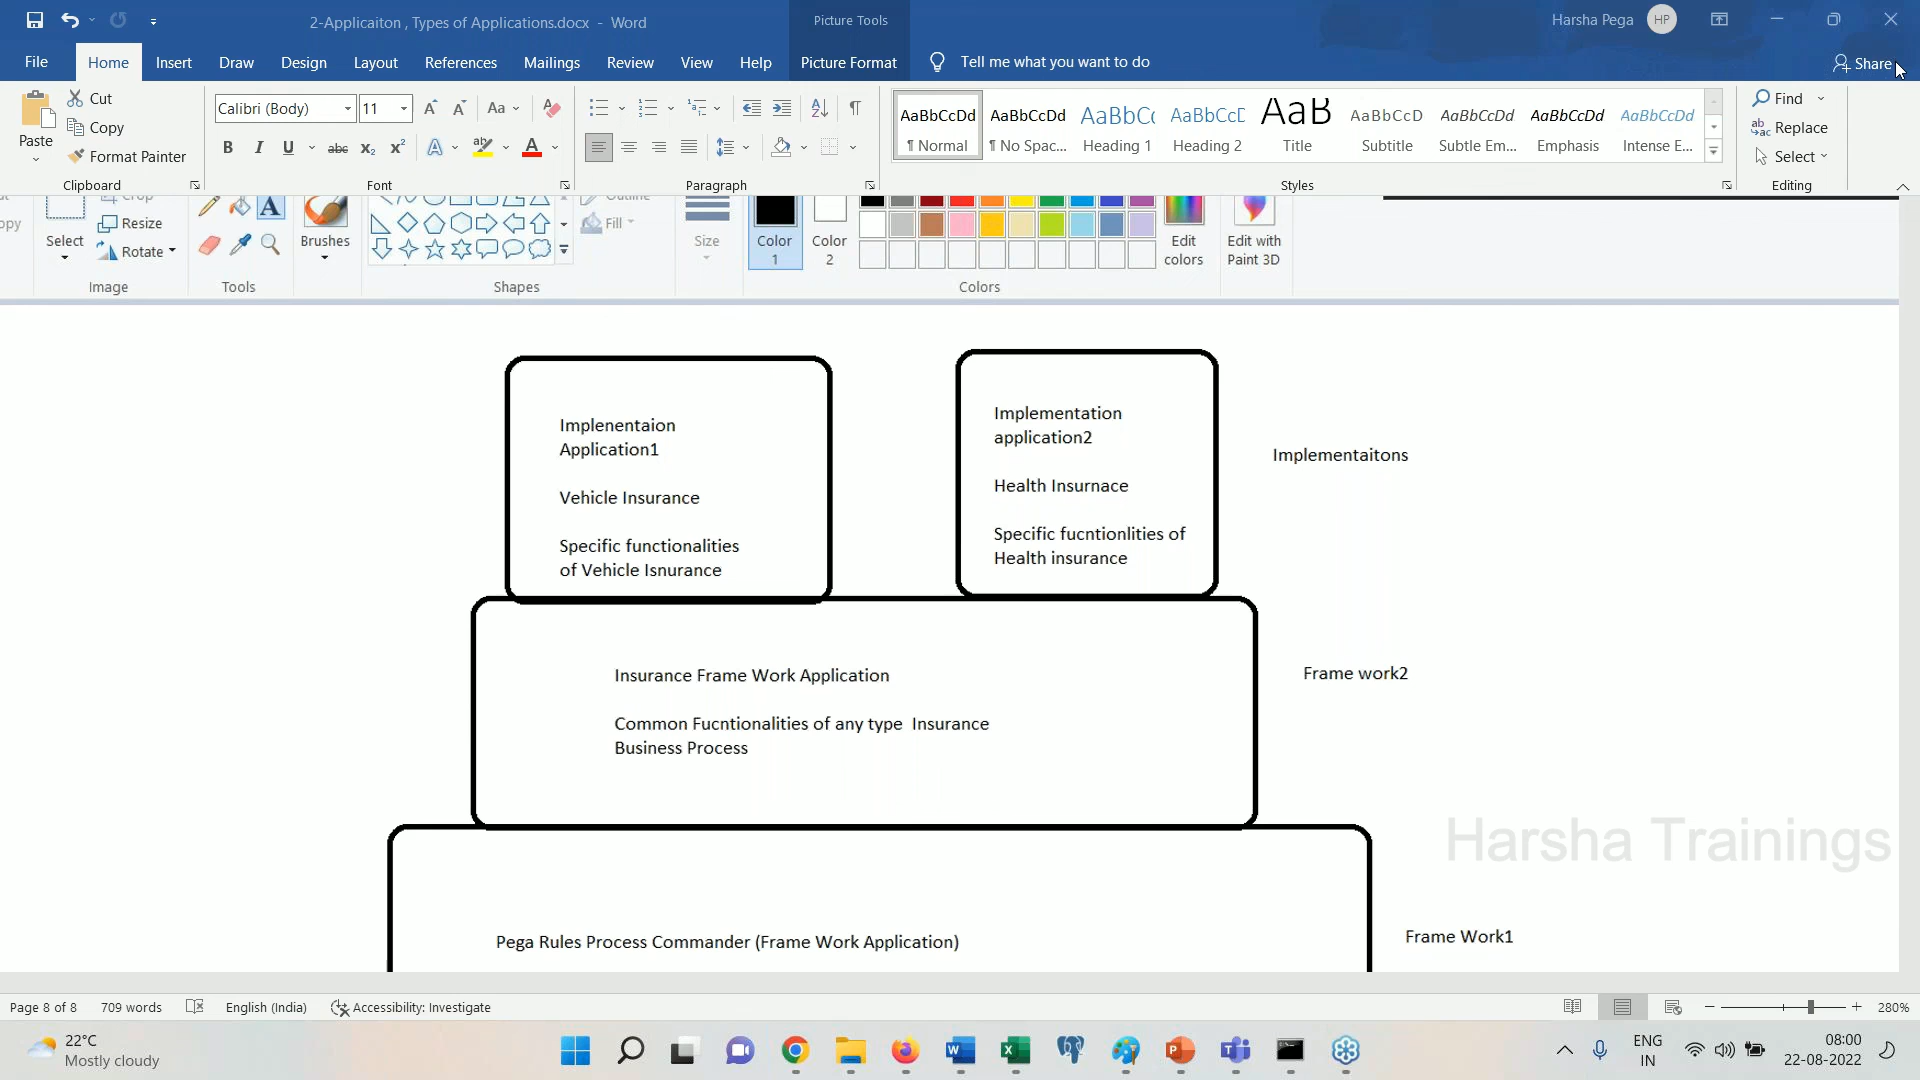 2-Applicaiton , Types of Applications.docx - Word
Picture Tools
Harsha Pega
HP
File
Home
Insert
Draw
Design
Layout
References
Mailings
Review
View
Help
Picture Format
Tell me what you want to do
Share
Paste
Cut
Copy
Format Painter
Clipboard
Calibri (Body)
11
Font
Paragraph
AaBbCcDd
¶ Normal
AaBbCcDd
¶ No Spac...
AaBbCc
Heading 1
AaBbCcD
Heading 2
AaB
Title
AaBbCcD
Subtitle
AaBbCcDd
Subtle Em...
AaBbCcDd
Emphasis
AaBbCcDd
Intense E...
Styles
Find
Replace
Select
Editing
Crop
Resize
Rotate
Select
Image
Tools
Brushes
Outline
Fill
Shapes
Size
Color
1
Color
2
Edit
colors
Colors
Edit with
Paint 3D
Implenentaion
Application1
Vehicle Insurance
Specific functionalities
of Vehicle Isnurance
Implementation
application2
Health Insurnace
Specific fucntionlities of
Health insurance
Implementaitons
Insurance Frame Work Application
Common Fucntionalities of any type  Insurance
Business Process
Frame work2
Harsha Trainings
Pega Rules Process Commander (Frame Work Application)
Frame Work1
Page 8 of 8
709 words
English (India)
Accessibility: Investigate
280%
22°C
Mostly cloudy
ENG
IN
08:00
22-08-2022